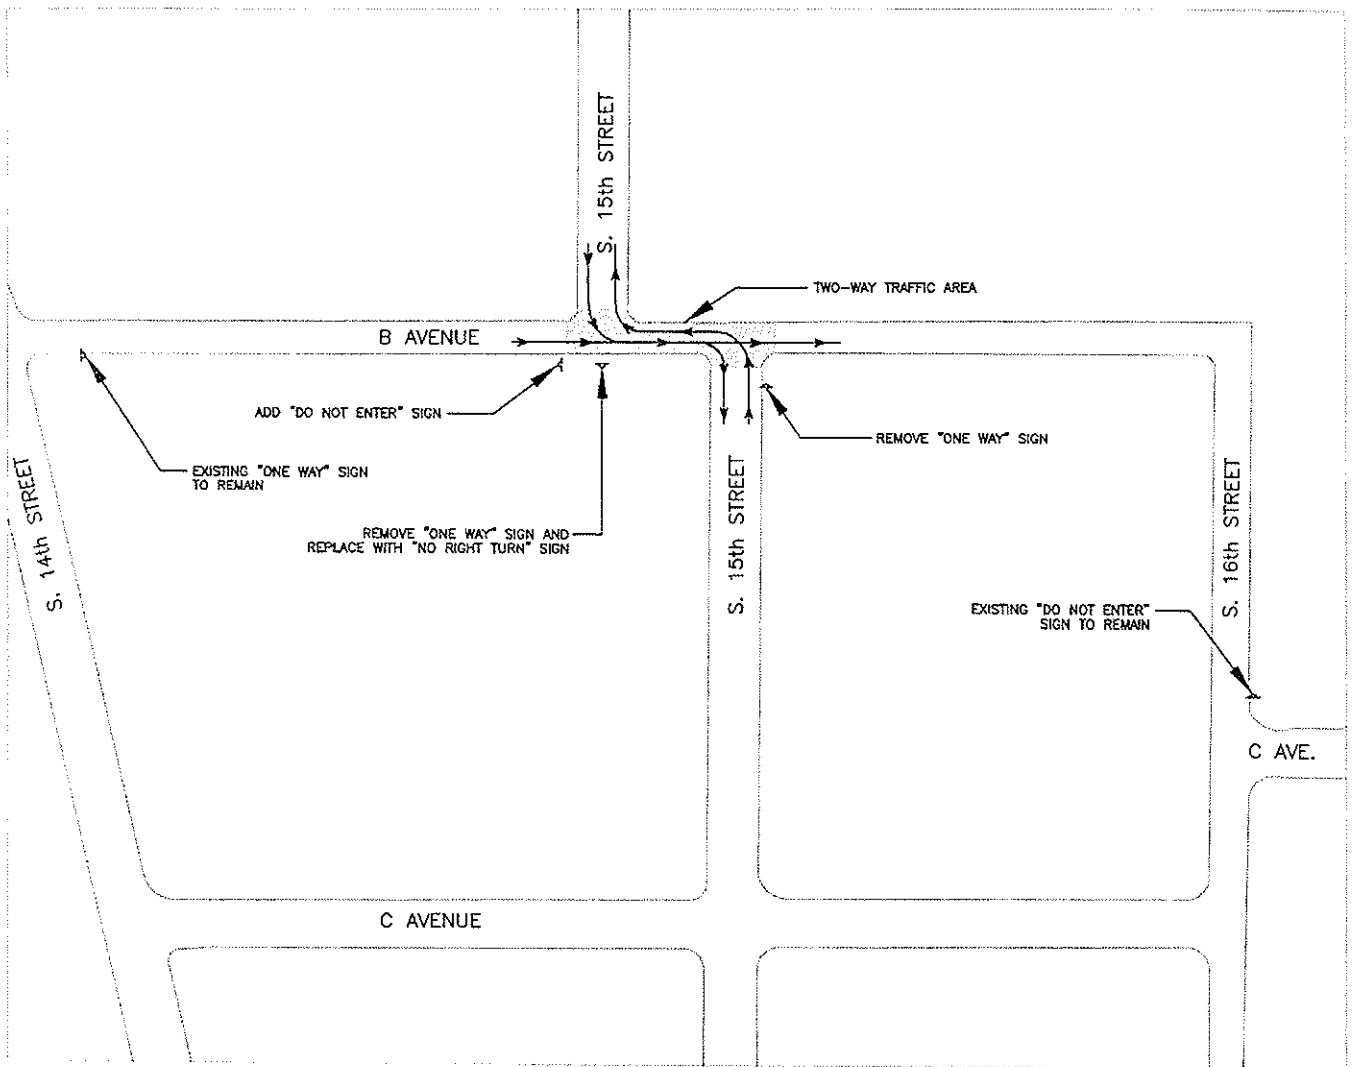 S. 15th STREET
TWO-WAY TRAFFIC AREA
B AVENUE
ADD "DO NOT ENTER" SIGN
REMOVE "ONE WAY" SIGN
EXISTING "ONE WAY" SIGN
TO REMAIN
S. 14th STREET
REMOVE "ONE WAY" SIGN AND
REPLACE WITH "NO RIGHT TURN" SIGN
S. 15th STREET
S. 16th STREET
EXISTING "DO NOT ENTER"
SIGN TO REMAIN
C AVE.
C AVENUE